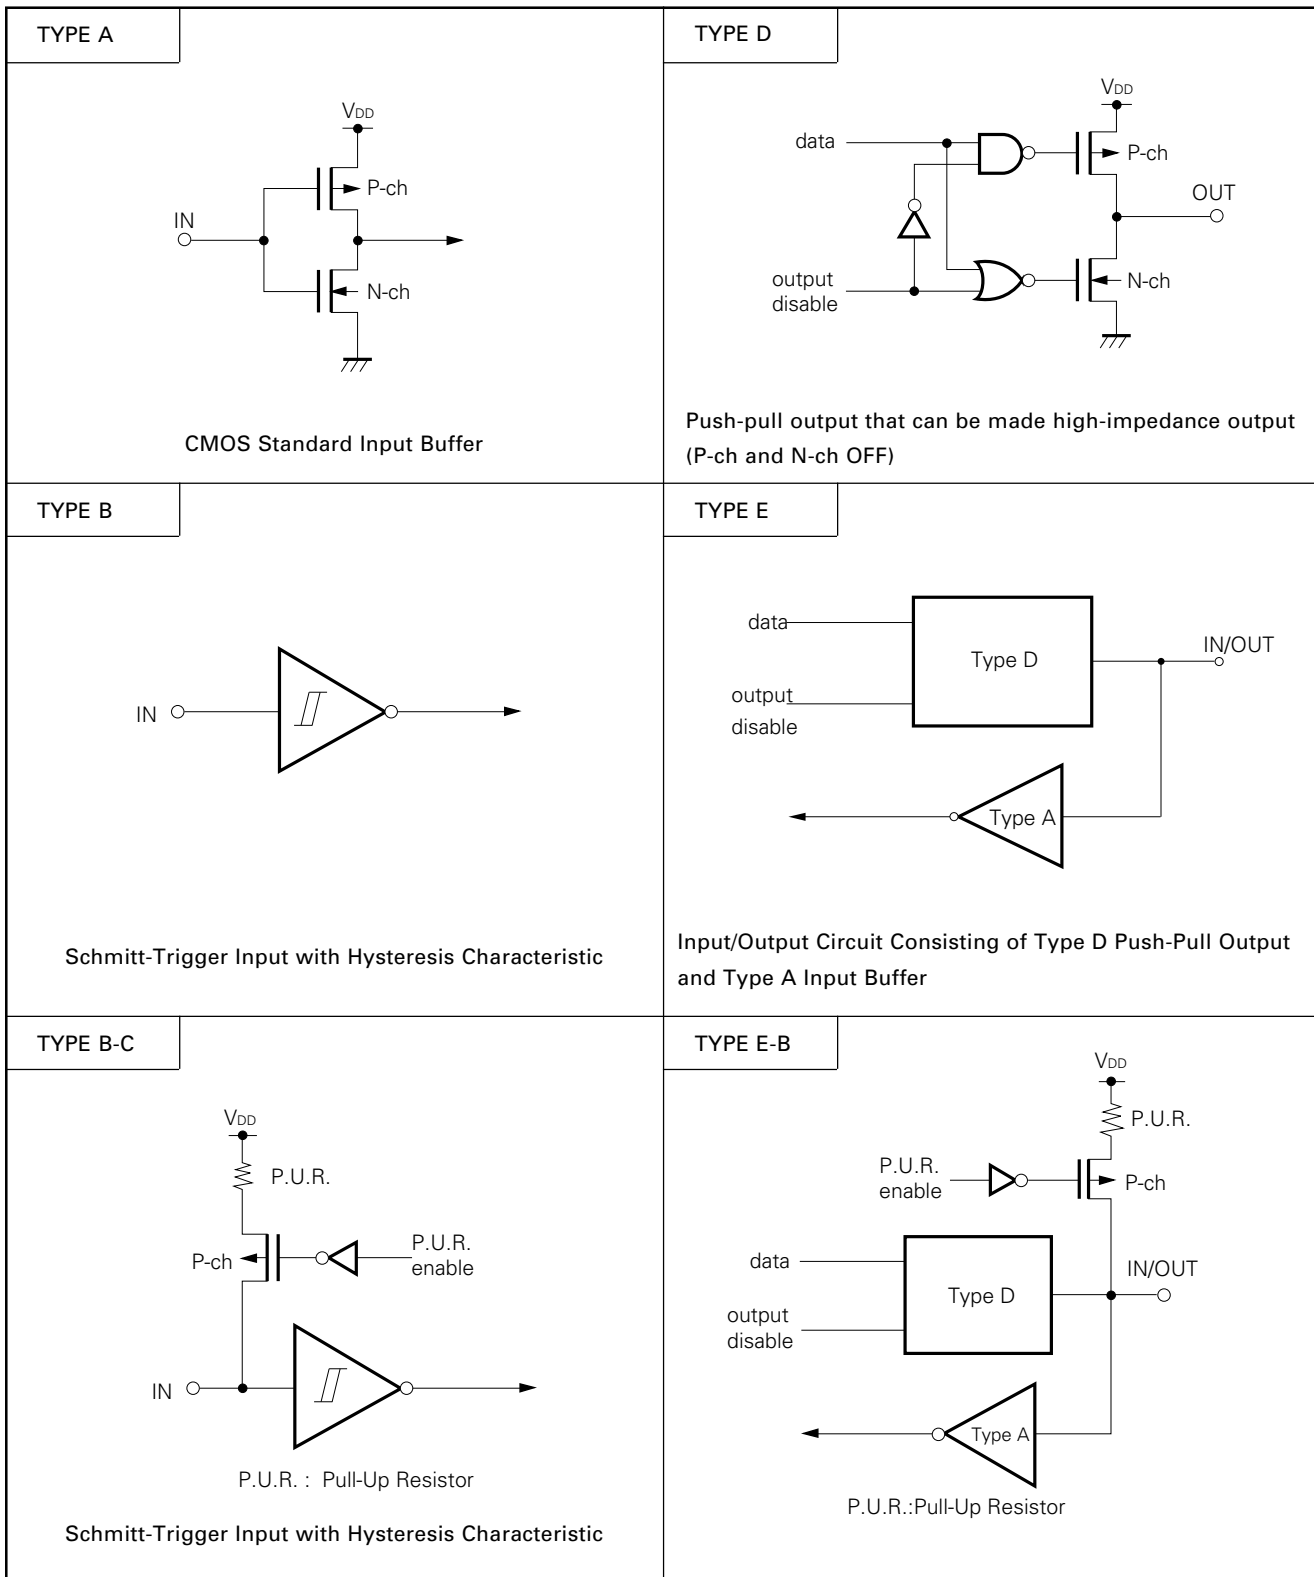 TYPE A
VDD
P-ch
IN
N-ch
CMOS Standard Input Buffer
TYPE D
VDD
data
P-ch
OUT
output
disable
N-ch
Push-pull output that can be made high-impedance output
(P-ch and N-ch OFF)
TYPE B
IN
Schmitt-Trigger Input with Hysteresis Characteristic
TYPE E
data
Type D
IN/OUT
output
disable
Type A
Input/Output Circuit Consisting of Type D Push-Pull Output
and Type A Input Buffer
TYPE B-C
VDD
P.U.R.
P-ch
P.U.R.
enable
IN
P.U.R. : Pull-Up Resistor
Schmitt-Trigger Input with Hysteresis Characteristic
TYPE E-B
VDD
P.U.R.
P.U.R.
enable
P-ch
data
Type D
IN/OUT
output
disable
Type A
P.U.R.:Pull-Up Resistor